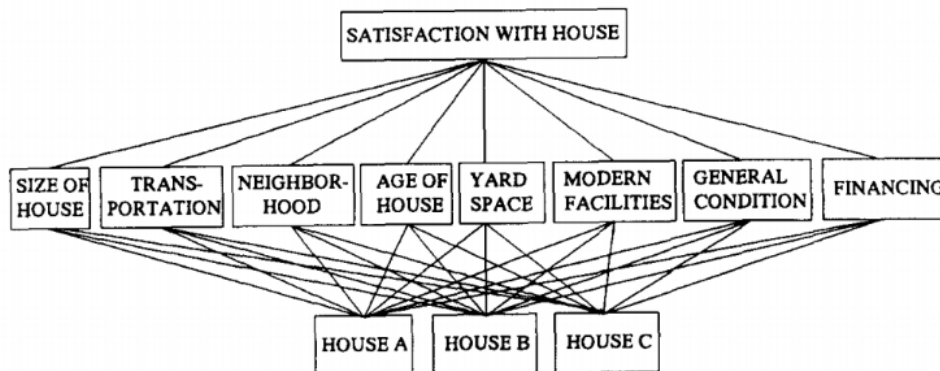 SATISFACTION WITH HOUSE
SIZE OF
HOUSE
TRANS-
PORTATION
NEIGHBOR-
HOOD
AGE OF
HOUSE
YARD
SPACE
MODERN
FACILITIES
GENERAL
CONDITION
FINANCING
HOUSE A
HOUSE B
HOUSE C